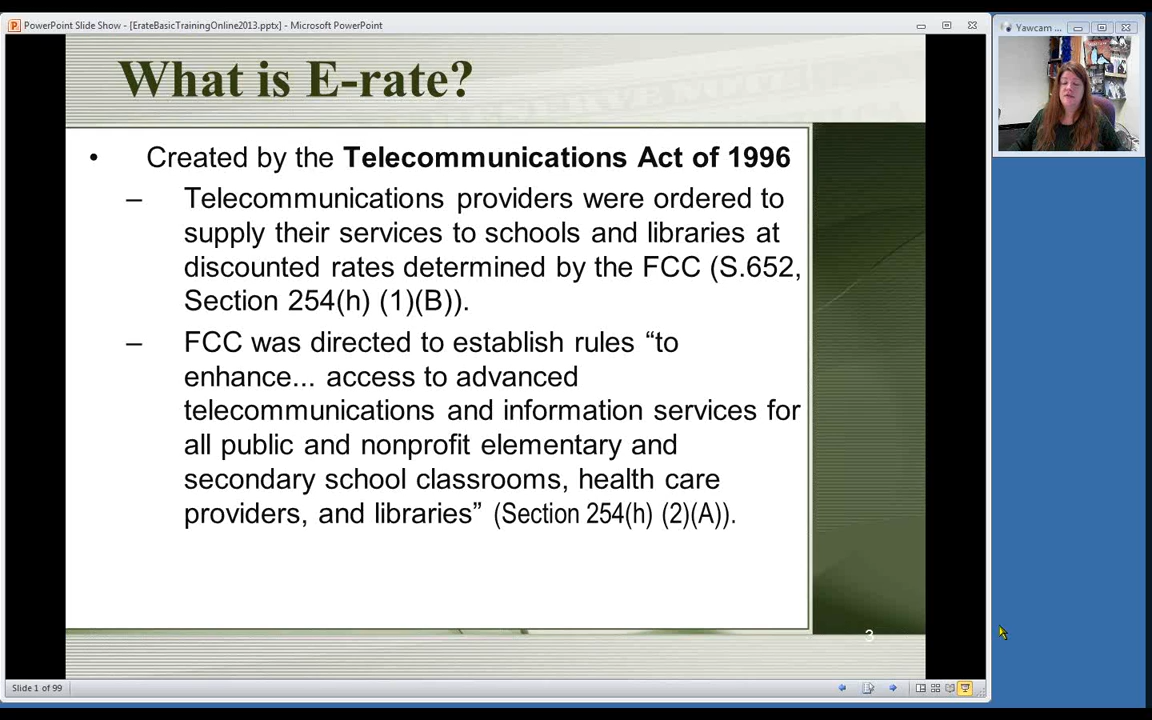 PowerPoint Slide Show - [ErateBasicTrainingOnline2013.pptx] - Microsoft PowerPoint
Yawcam ...
What is E-rate?
• Created by the Telecommunications Act of 1996
– Telecommunications providers were ordered to
supply their services to schools and libraries at
discounted rates determined by the FCC (S.652,
Section 254(h) (1)(B)).
– FCC was directed to establish rules “to
enhance... access to advanced
telecommunications and information services for
all public and nonprofit elementary and
secondary school classrooms, health care
providers, and libraries” (Section 254(h) (2)(A)).
3
Slide 1 of 99